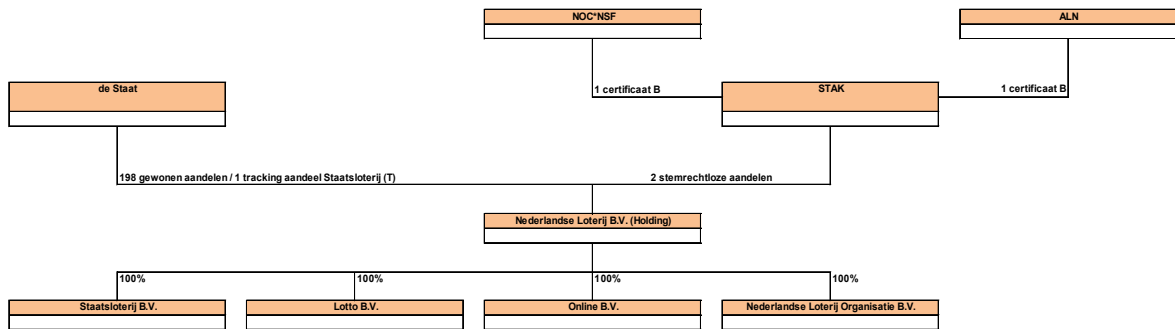 NOC*NSF
ALN
1 certificaat B
1 certificaat B
de Staat
STAK
198 gewonen aandelen / 1 tracking aandeel Staatsloterij (T)
2 stemrechtloze aandelen
Nederlandse Loterij B.V. (Holding)
100%
100%
100%
100%
Staatsloterij B.V.
Lotto B.V.
Online B.V.
Nederlandse Loterij Organisatie B.V.